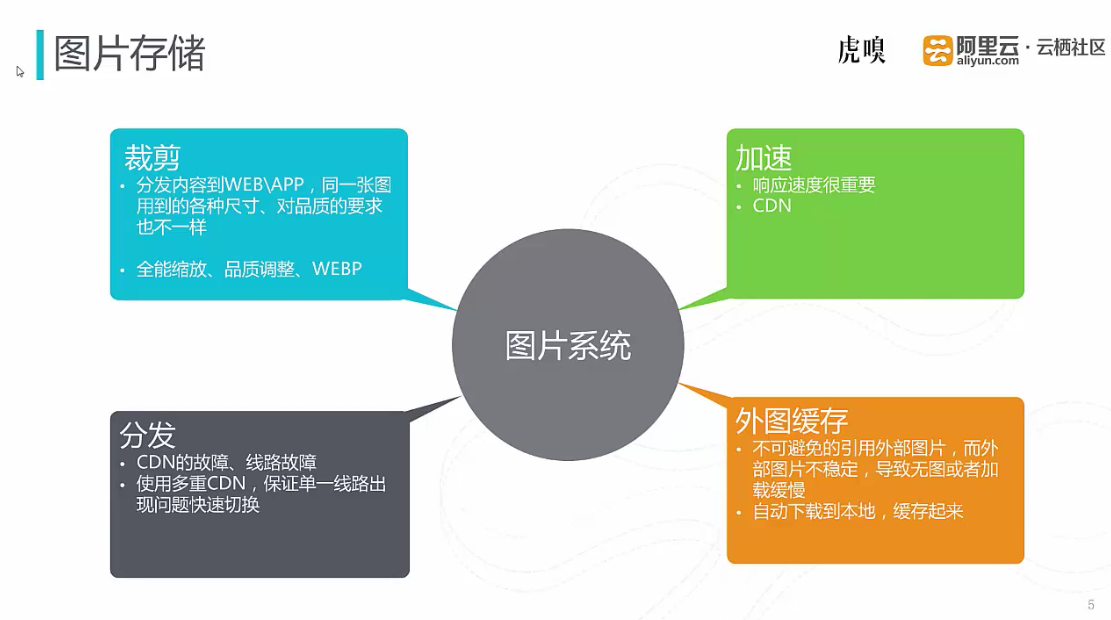 图片存储
虎嗅
阿里云·云栖社区
aliyun.com
裁剪
• 分发内容到WEB\APP，同一张图
用到的各种尺寸、对品质的要求
也不一样
• 全能缩放、品质调整、WEBP
加速
• 响应速度很重要
• CDN
图片系统
分发
• CDN的故障、线路故障
• 使用多重CDN，保证单一线路出
现问题快速切换
外图缓存
• 不可避免的引用外部图片，而外
部图片不稳定，导致无图或者加
载缓慢
• 自动下载到本地，缓存起来
5